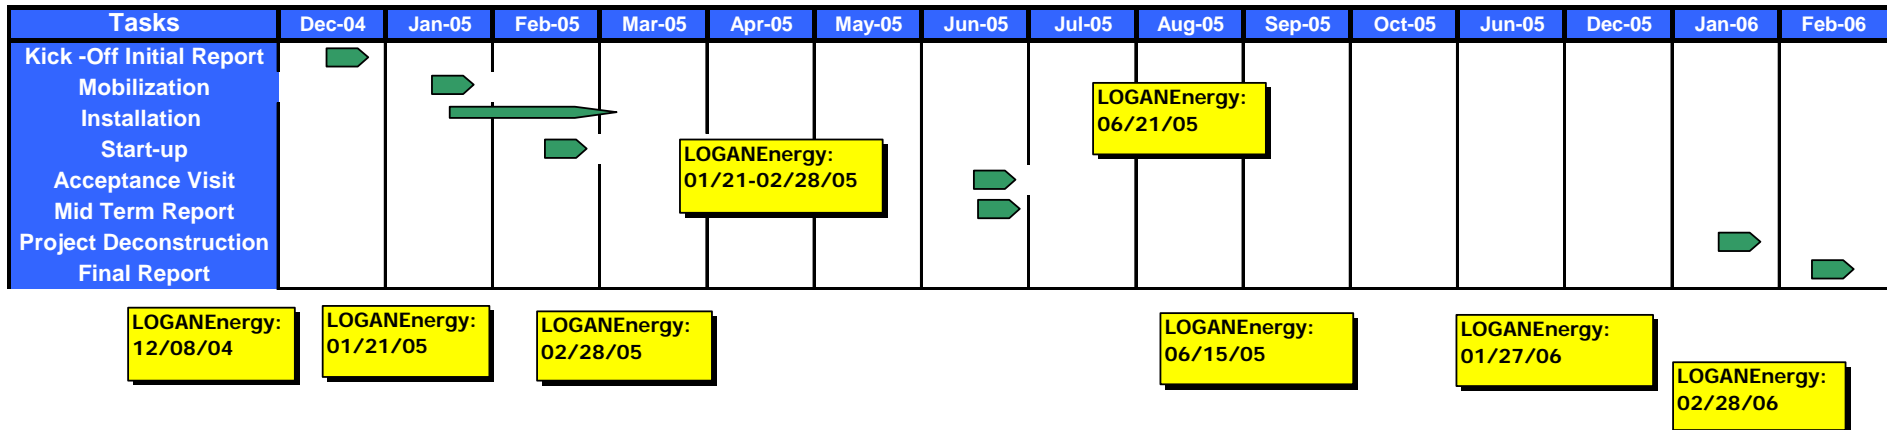 Tasks Dec-04 Jan-05 Feb-05 Mar-05 Apr-05 May-05 Jun-05 Jul-05 Aug-05 Sep-05 Oct-05 Jun-05 Dec-05 Jan-06 Feb-06
Kick -Off Initial Report
Mobilization
Installation
Start-up
Acceptance Visit
Mid Term Report
Project Deconstruction
Final Report
LOGANEnergy:
06/21/05
LOGANEnergy:
01/21-02/28/05
LOGANEnergy:
12/08/04
LOGANEnergy:
01/21/05
LOGANEnergy:
02/28/05
LOGANEnergy:
06/15/05
LOGANEnergy:
01/27/06
LOGANEnergy:
02/28/06